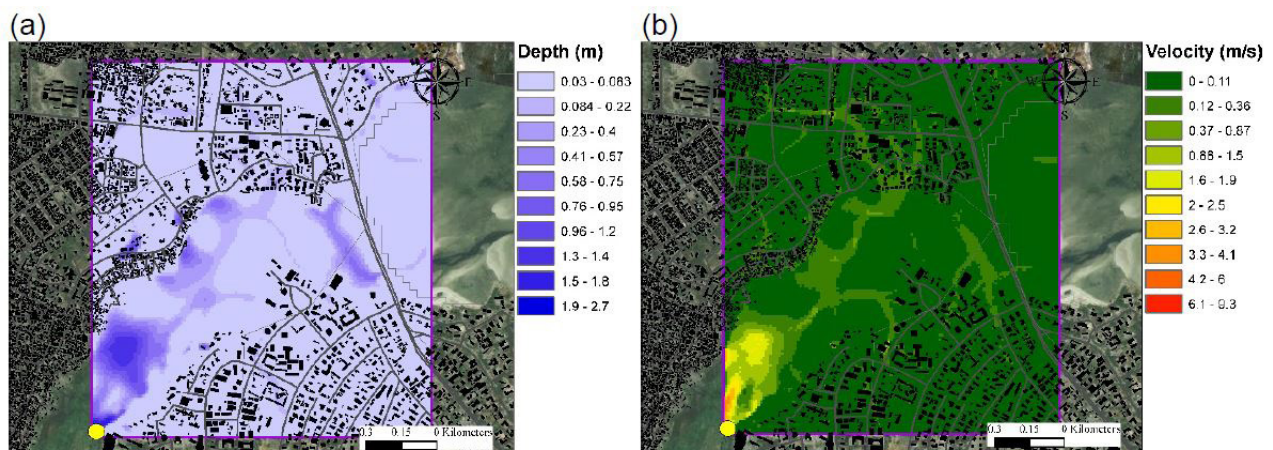 (a)
(b)
Depth (m)
0.03 - 0.083
0.084 - 0.22
0.23 - 0.4
0.41 - 0.57
0.58 - 0.75
0.76 - 0.95
0.96 - 1.2
1.3 - 1.4
1.5 - 1.8
1.9 - 2.7
W E
S
0.3 0.15 0 Kilometers
Velocity (m/s)
0 - 0.11
0.12 - 0.36
0.37 - 0.87
0.88 - 1.5
1.6 - 1.9
2 - 2.5
2.6 - 3.2
3.3 - 4.1
4.2 - 6
6.1 - 9.3
W E
S
0.3 0.15 0 Kilometers